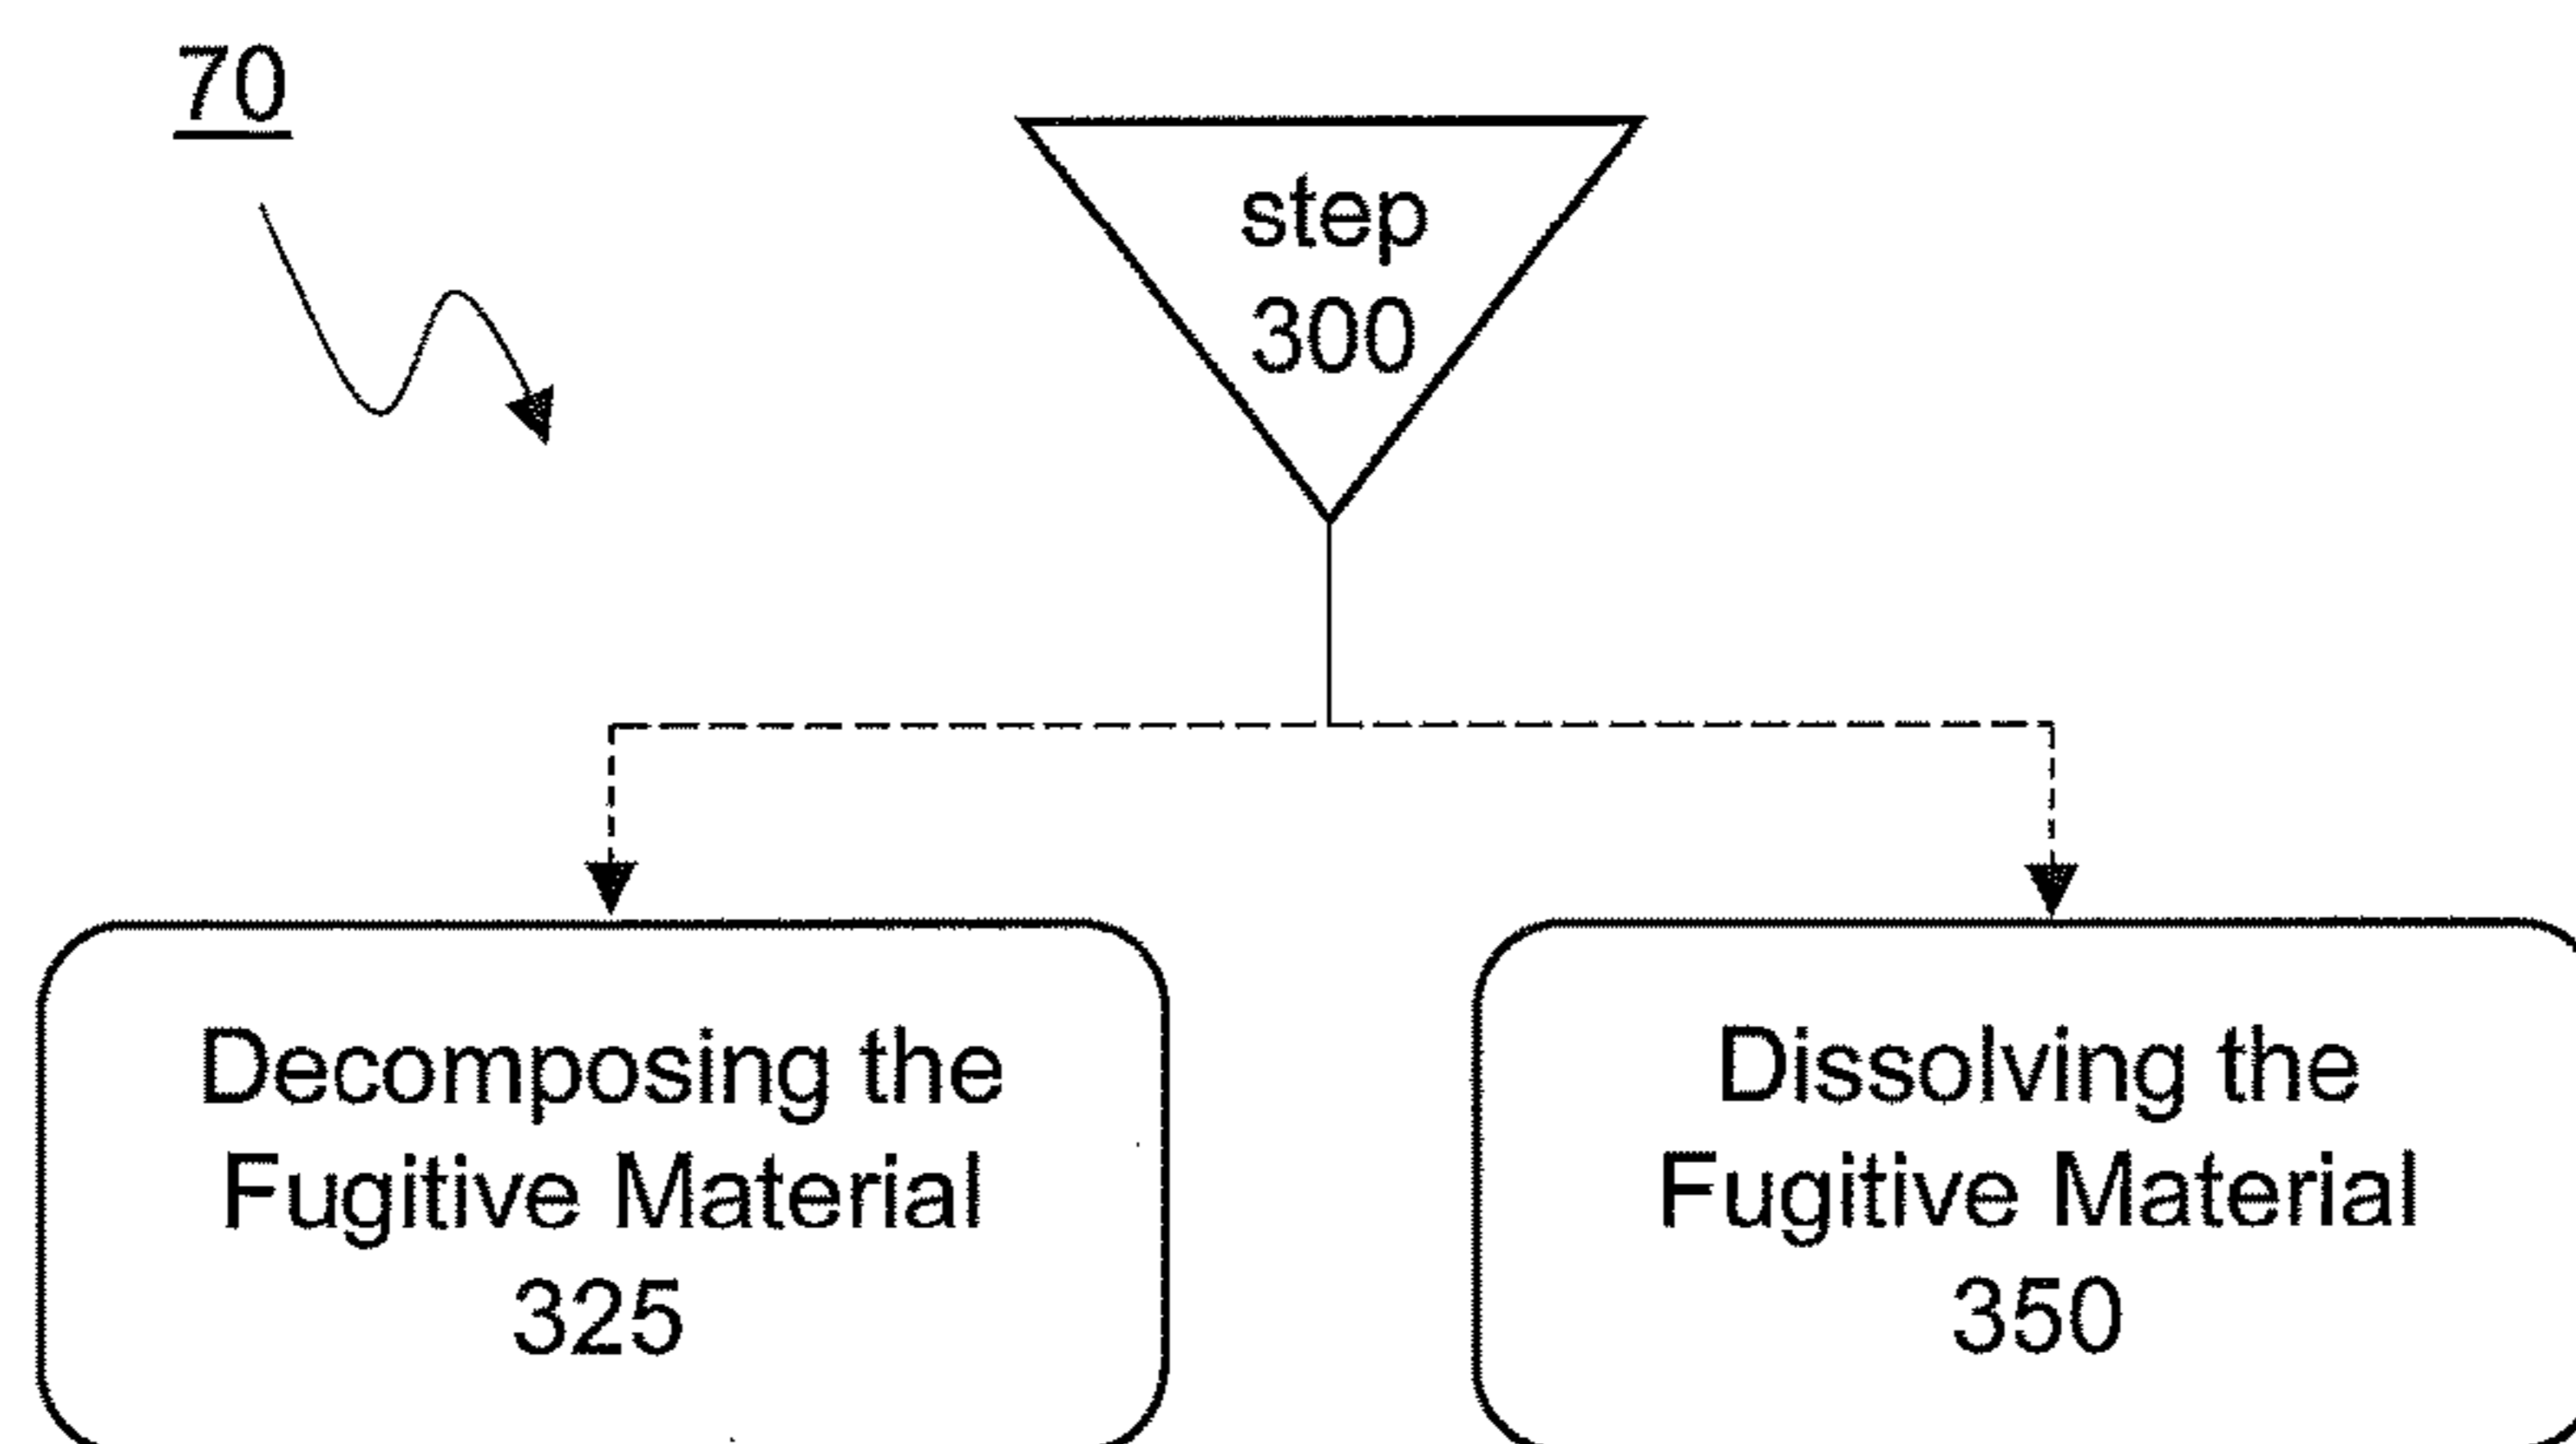 70
step
300
Decomposing the
Fugitive Material
325
Dissolving the
Fugitive Material
350